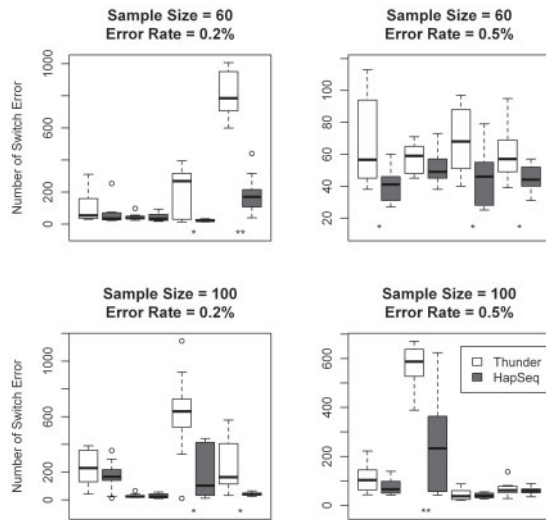 Sample Size = 60
Error Rate = 0.2%
Sample Size = 60
Error Rate = 0.5%
Number of Switch Error
1000
600
200
0
* **
120
100
80
60
40
20
* * *
Sample Size = 100
Error Rate = 0.2%
Sample Size = 100
Error Rate = 0.5%
Number of Switch Error
1000
600
200
0
* *
600
400
200
0
Thunder
HapSeq
**